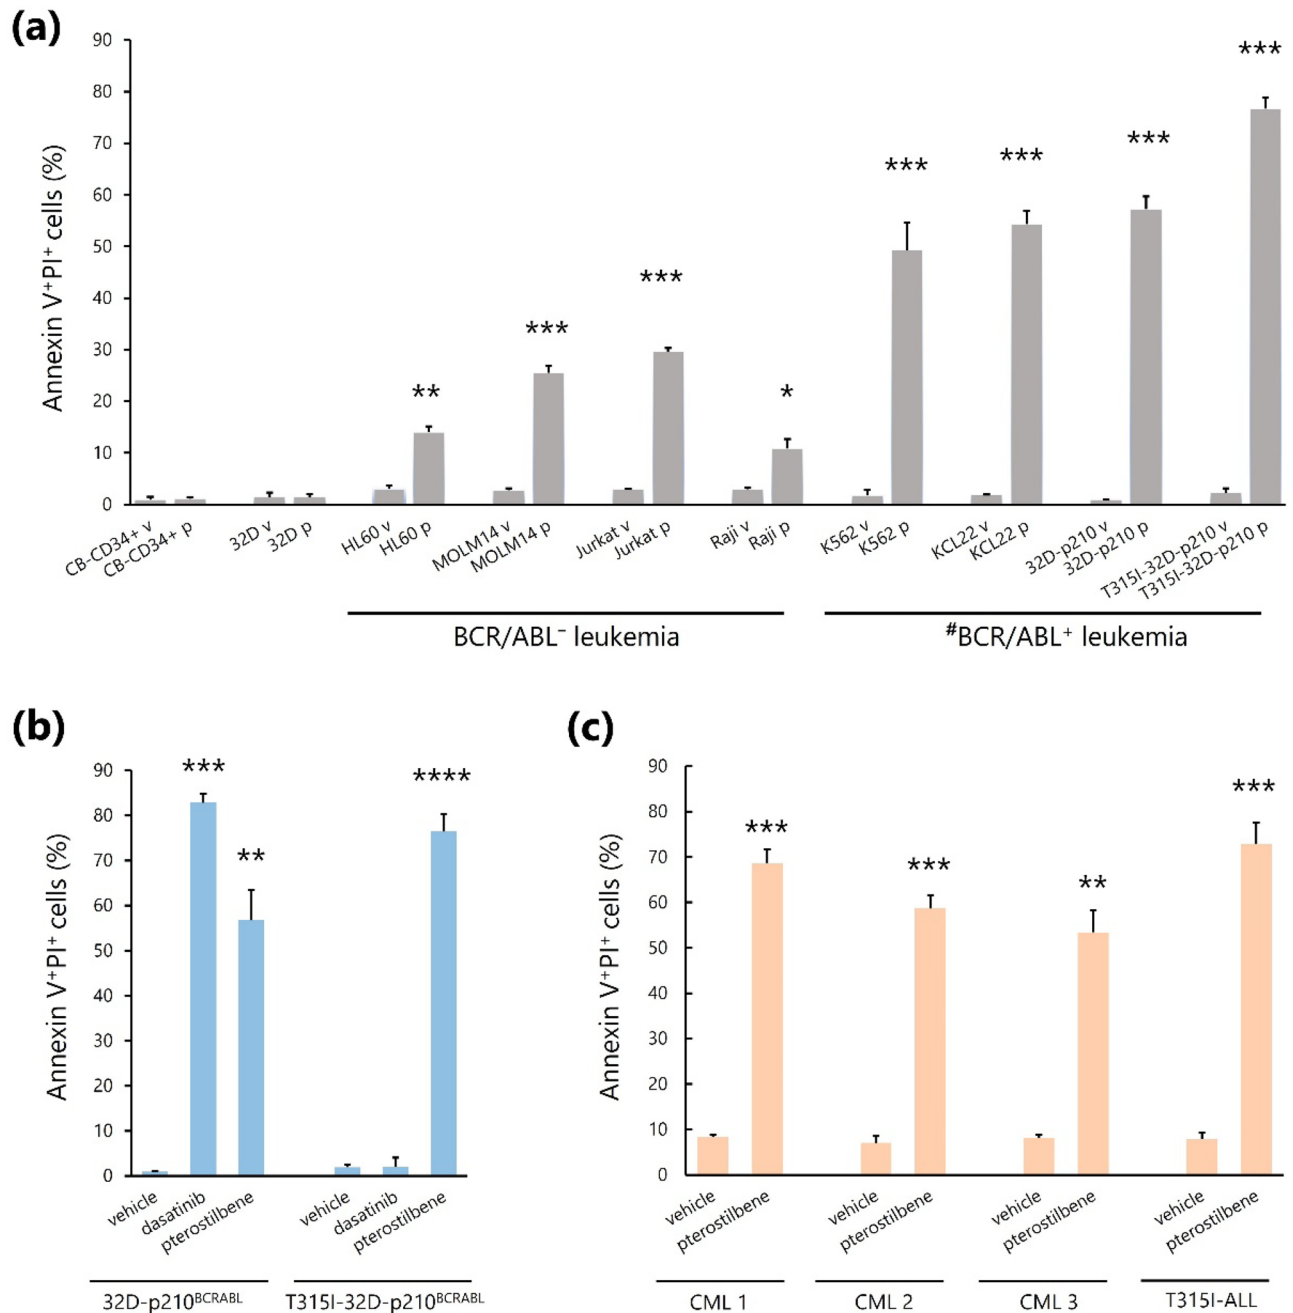 (a)
Annexin V⁺PI⁺ cells (%)
90
80
70
60
50
40
30
20
10
0
**
***
***
*
***
***
***
***
CB-CD34+ v
CB-CD34+ p
32D v
32D p
HL60 v
HL60 p
MOLM14 v
MOLM14 p
Jurkat v
Jurkat p
Raji v
Raji p
K562 v
K562 p
KCL22 v
KCL22 p
32D-p210 v
32D-p210 p
T315I-32D-p210 v
T315I-32D-p210 p
BCR/ABL⁻ leukemia
#BCR/ABL⁺ leukemia
(b)
Annexin V⁺PI⁺ cells (%)
90
80
70
60
50
40
30
20
10
0
***
**
****
vehicle
dasatinib
pterostilbene
vehicle
dasatinib
pterostilbene
32D-p210BCRABL
T315I-32D-p210BCRABL
(c)
Annexin V⁺PI⁺ cells (%)
90
80
70
60
50
40
30
20
10
0
***
***
**
***
vehicle
pterostilbene
vehicle
pterostilbene
vehicle
pterostilbene
vehicle
pterostilbene
CML 1
CML 2
CML 3
T315I-ALL